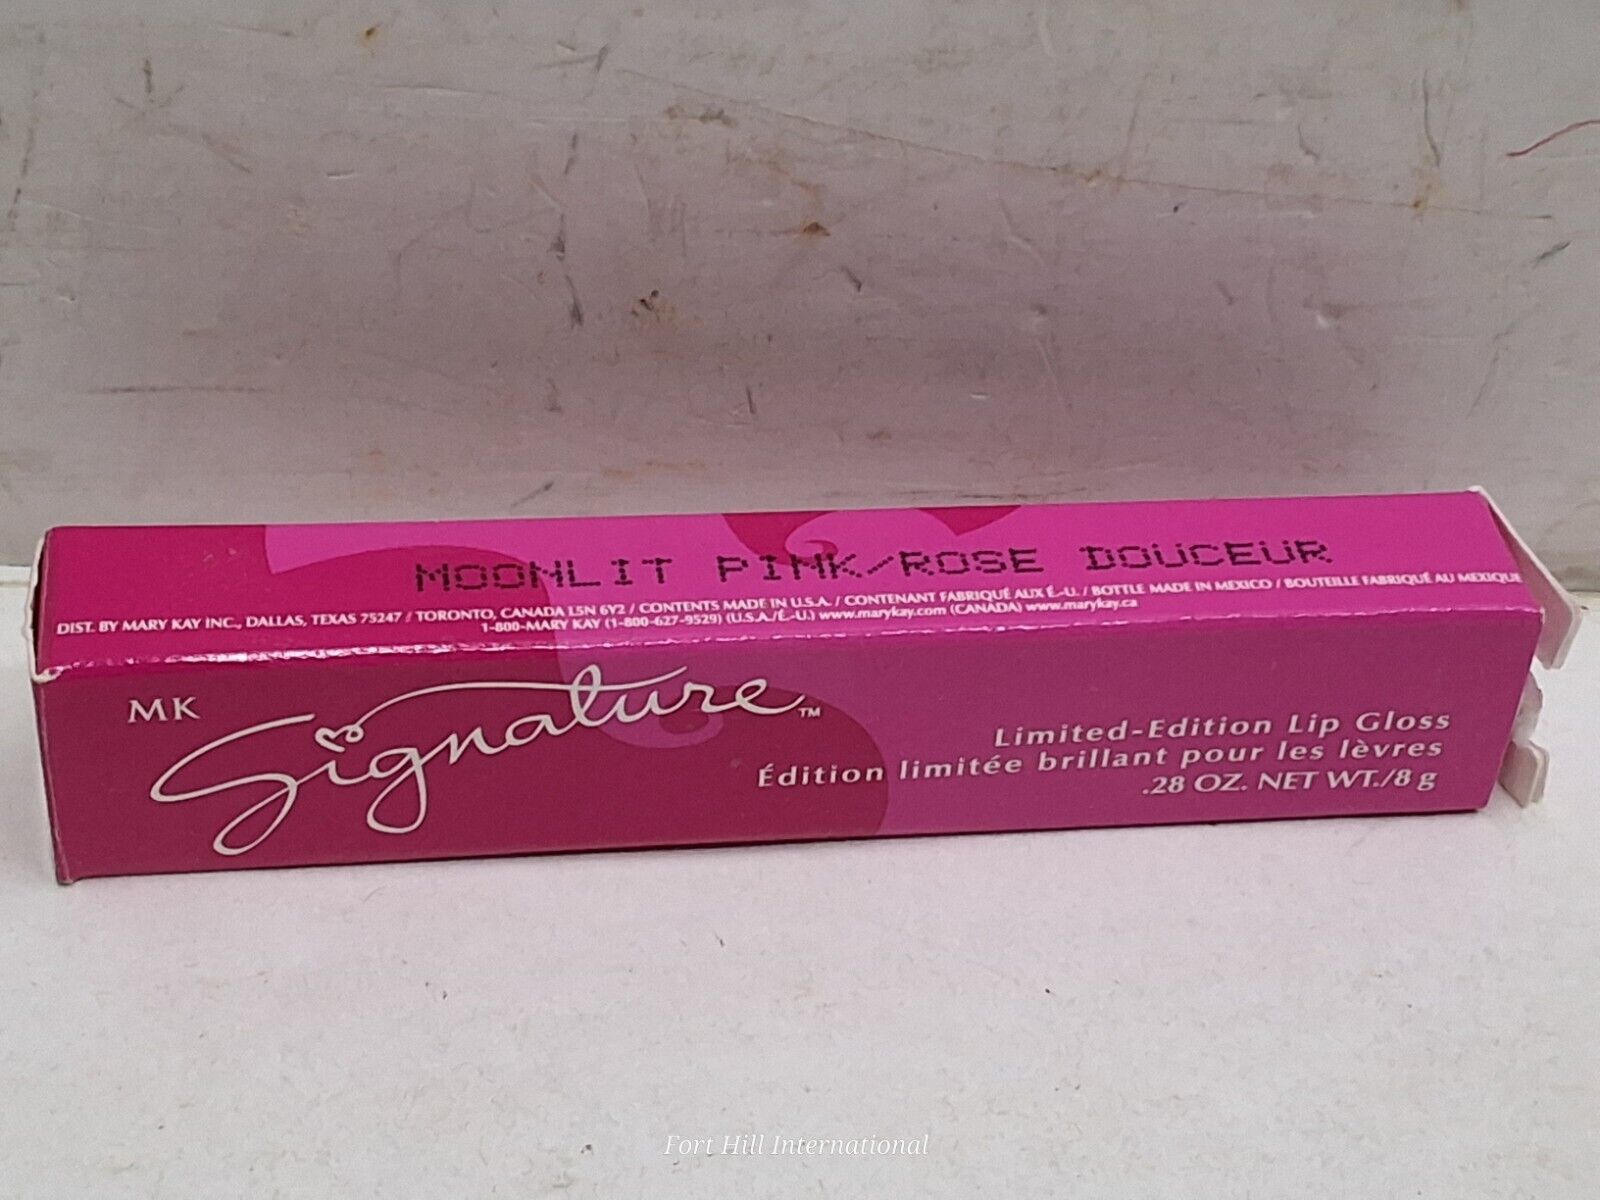 MOONLIT PINK/ROSE DOUCEUR
DIST. BY MARY KAY INC., DALLAS, TEXAS 75247 / TORONTO, CANADA L5N 6Y2 / CONTENTS MADE IN U.S.A. / CONTENANT FABRIQUÉ AUX É.-U. / BOTTLE MADE IN MEXICO / BOUTEILLE FABRIQUÉ AU MEXIQUE
1-800-MARY KAY (1-800-627-9529) (U.S.A./É.-U.) www.marykay.com (CANADA) www.marykay.ca
MK
Signature™
Limited-Edition Lip Gloss
Édition limitée brillant pour les lèvres
.28 OZ. NET WT./8 g
Fort Hill International